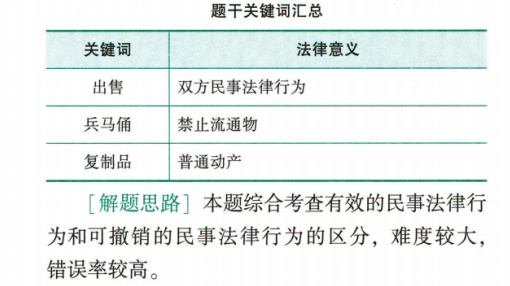 题干关键词汇总
关键词 法律意义
出售 双方民事法律行为
兵马俑 禁止流通物
复制品 普通动产
[解题思路] 本题综合考查有效的民事法律行
为和可撤销的民事法律行为的区分，难度较大，
错误率较高。